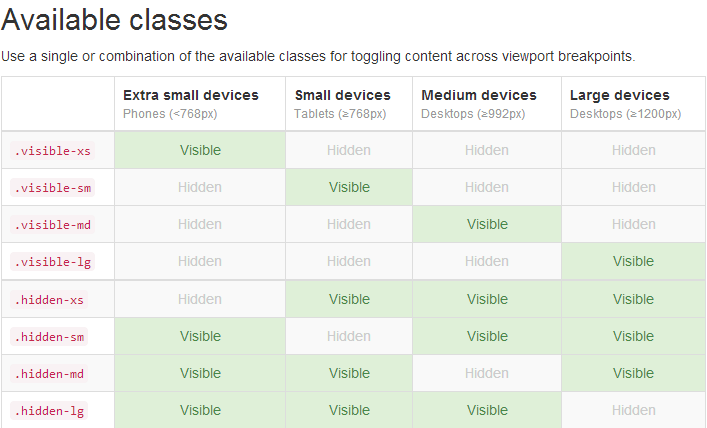 Available classes
Use a single or combination of the available classes for toggling content across viewport breakpoints.
Extra small devices Small devices Medium devices Large devices
Phones (<768px) Tablets (≥768px) Desktops (≥992px) Desktops (≥1200px)
.visible-xs Visible Hidden Hidden Hidden
.visible-sm Hidden Visible Hidden Hidden
.visible-md Hidden Hidden Visible Hidden
.visible-lg Hidden Hidden Hidden Visible
.hidden-xs Hidden Visible Visible Visible
.hidden-sm Visible Hidden Visible Visible
.hidden-md Visible Visible Hidden Visible
.hidden-lg Visible Visible Visible Hidden